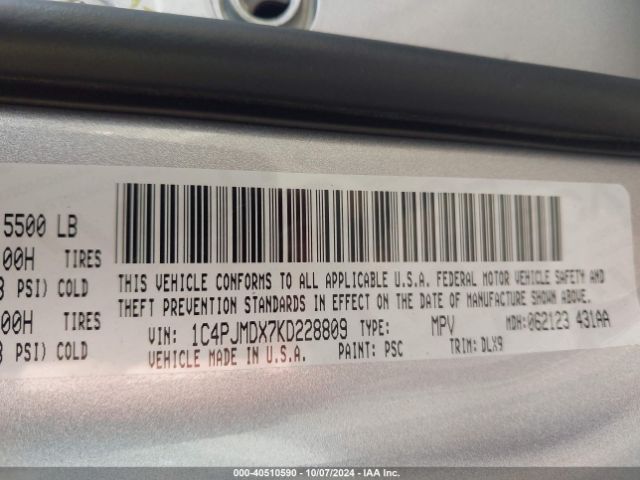 5500 LB
00H TIRES
PSI) COLD
00H TIRES
PSI) COLD
THIS VEHICLE CONFORMS TO ALL APPLICABLE U.S.A. FEDERAL MOTOR VEHICLE SAFETY AND
THEFT PREVENTION STANDARDS IN EFFECT ON THE DATE OF MANUFACTURE SHOWN ABOVE.
VIN: 1C4PJMDX7KD228809 TYPE: MPV MDH:062123 431AA
VEHICLE MADE IN U.S.A. PAINT: PSC TRIM: DLX9
000-40510590 - 10/07/2024 - IAA Inc.